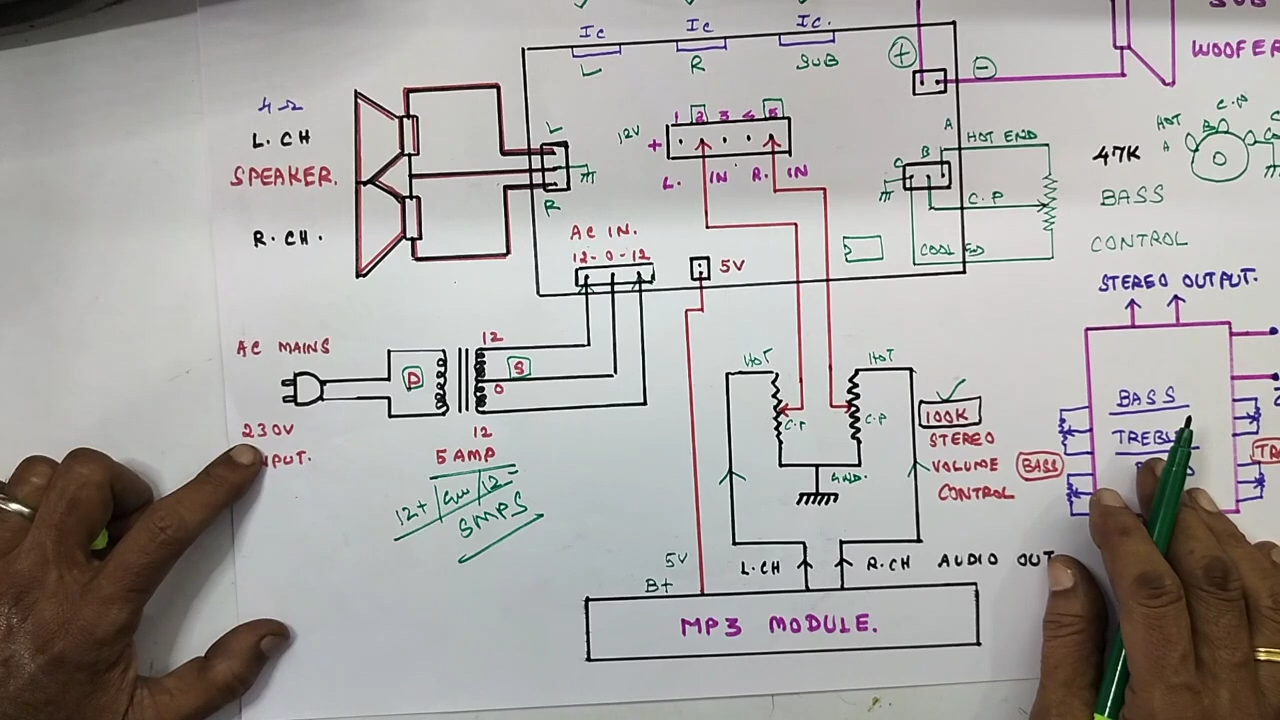 Ic Ic Ic.
L R SUB
+ -
WOOFER
4Ω
L.CH
SPEAKER.
R.CH.
L
R
12V
+
1 2 3 4 5
L. IN R. IN
AC IN.
12-0-12
5V
A
B
C
HOT END
C.P
COOL END
47K
BASS
CONTROL
HOT
A
B
C.P
STEREO OUTPUT.
AC MAINS
230V
12
0
12
S
5 AMP
SMPS
HOT HOT
C.P C.P
GND.
100K
STEREO
VOLUME
CONTROL
BASS
BASS
5V
B+
L.CH R.CH AUDIO OUT
MP3 MODULE.